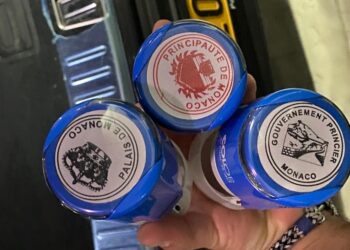 PRINCIPAUTE DE MONACO
PALAIS DE MONACO
GOUVERNEMENT PRINCIER
MONACO